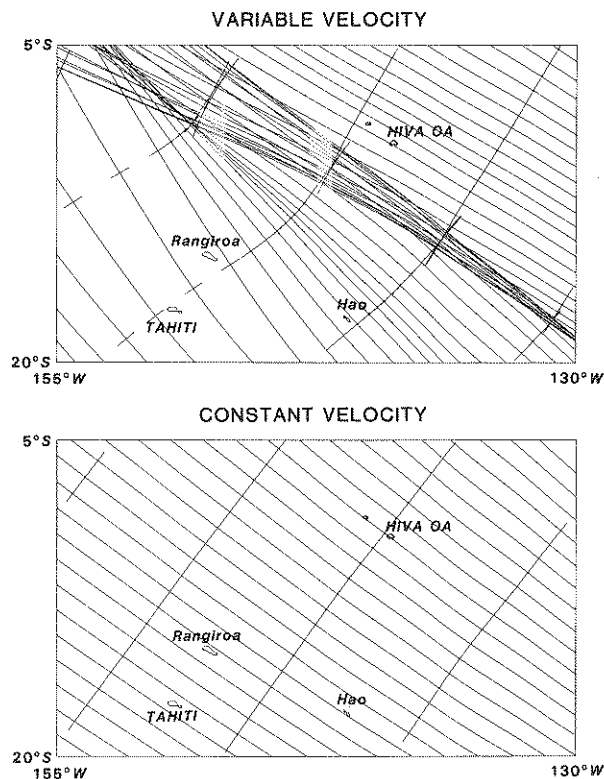 VARIABLE VELOCITY
5°S
HIVA OA
Rangiroa
Hao
TAHITI
20°S
155°W
130°W
CONSTANT VELOCITY
5°S
HIVA OA
Rangiroa
Hao
TAHITI
20°S
155°W
130°W